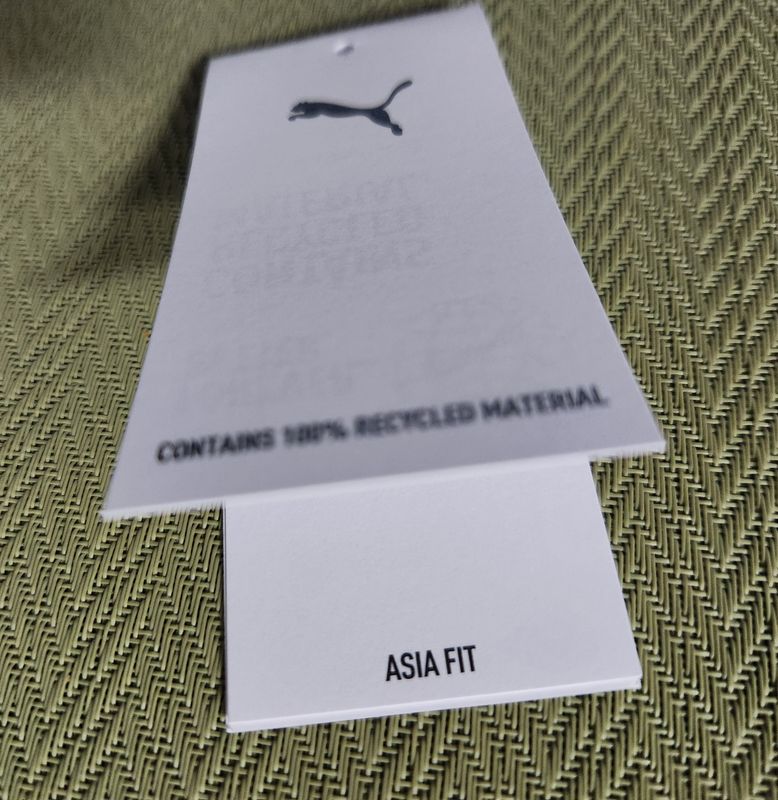 CONTAINS 100% RECYCLED MATERIAL
ASIA FIT